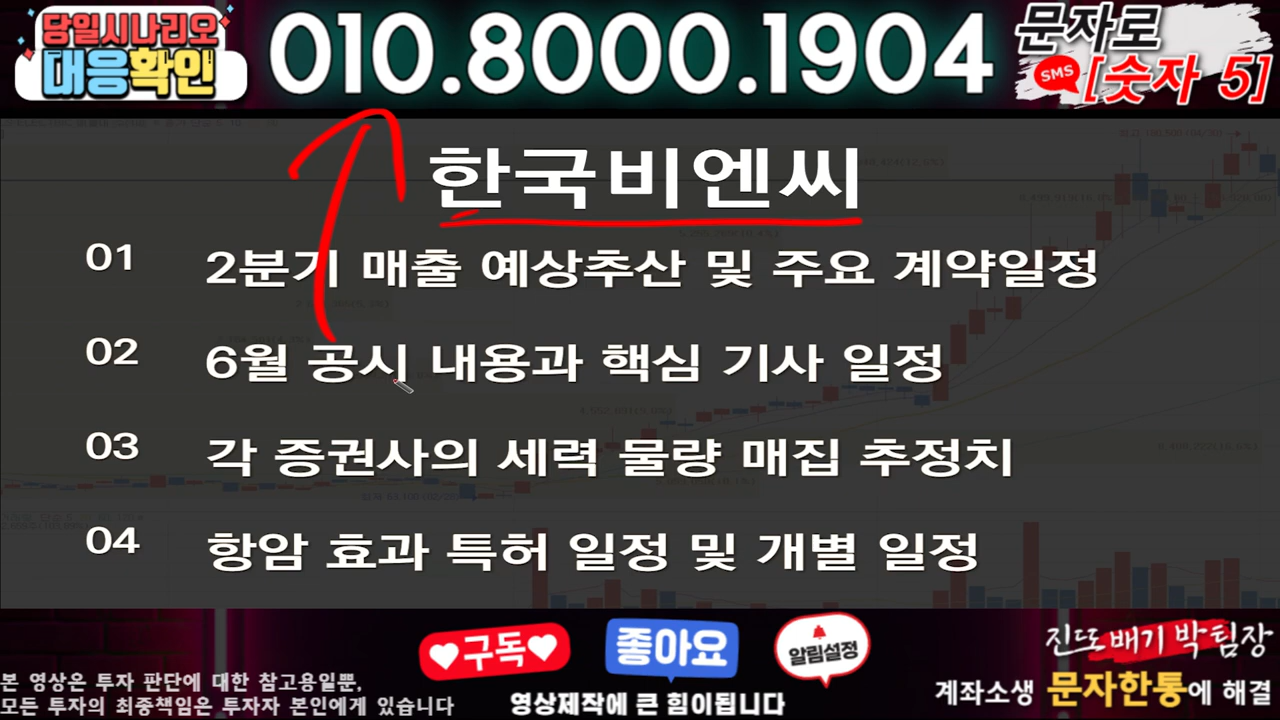 당일시나리오
대응확인
010.8000.1904
문자로
SMS
[숫자 5]
한국비엔씨
01
2분기 매출 예상추산 및 주요 계약일정
02
6월 공시 내용과 핵심 기사 일정
03
각 증권사의 세력 물량 매집 추정치
04
항암 효과 특허 일정 및 개별 일정
구독
좋아요
알림설정
진또배기 박팀장
본 영상은 투자 판단에 대한 참고용일뿐,
모든 투자의 최종책임은 투자자 본인에게 있습니다
영상제작에 큰 힘이됩니다
계좌소생 문자한통에 해결